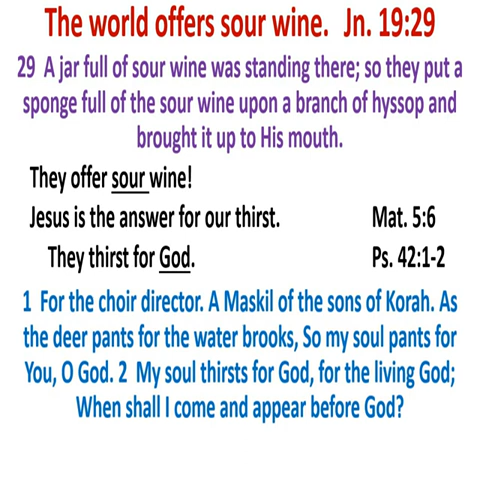 The world offers sour wine. Jn. 19:29
29 A jar full of sour wine was standing there; so they put a
sponge full of the sour wine upon a branch of hyssop and
brought it up to His mouth.
They offer sour wine!
Jesus is the answer for our thirst. Mat. 5:6
They thirst for God. Ps. 42:1-2
1 For the choir director. A Maskil of the sons of Korah. As
the deer pants for the water brooks, So my soul pants for
You, O God. 2 My soul thirsts for God, for the living God;
When shall I come and appear before God?